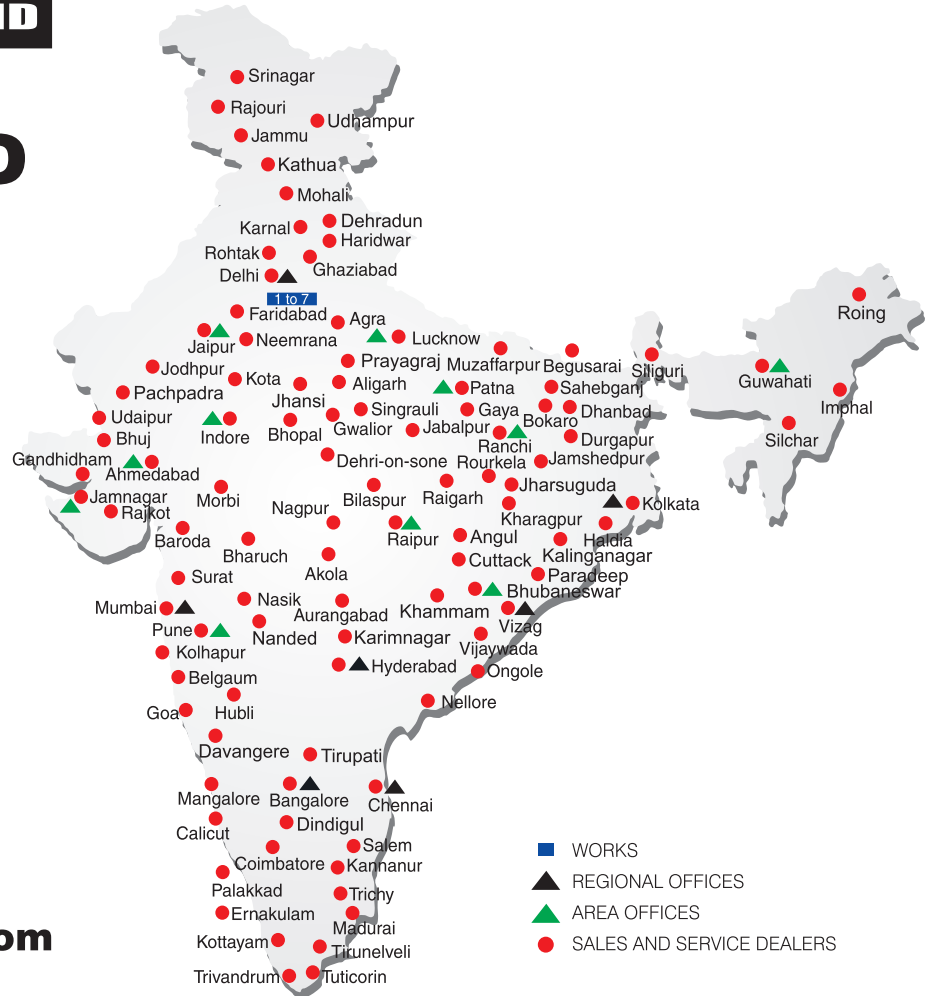 ID
Srinagar
Rajouri
Udhampur
Jammu
Kathua
Mohali
Karnal
Dehradun
Haridwar
Rohtak
Ghaziabad
Delhi
1 to 7
Faridabad
Agra
Roing
Jaipur
Neemrana
Lucknow
Prayagraj
Muzaffarpur
Begusarai
Siliguri
Guwahati
Jodhpur
Kota
Aligarh
Patna
Sahebganj
Pachpadra
Jhansi
Imphal
Udaipur
Singrauli
Gaya
Bokaro
Dhanbad
Indore
Bhopal
Gwalior
Jabalpur
Bhuj
Ranchi
Durgapur
Silchar
Gandhidham
Ahmedabad
Dehri-on-sone
Rourkela
Jamshedpur
Jamnagar
Morbi
Bilaspur
Raigarh
Jharsuguda
Kolkata
Rajkot
Nagpur
Kharagpur
Baroda
Raipur
Angul
Haldia
Bharuch
Kalinganagar
Akola
Cuttack
Surat
Paradeep
Bhubaneswar
Nasik
Mumbai
Aurangabad
Khammam
Vizag
Pune
Nanded
Karimnagar
Vijaywada
Kolhapur
Hyderabad
Ongole
Belgaum
Goa
Hubli
Nellore
Davangere
Tirupati
Mangalore
Bangalore
Chennai
Calicut
Dindigul
Coimbatore
Salem
Kannanur
Palakkad
Trichy
Ernakulam
Madurai
Kottayam
Tirunelveli
Trivandrum
Tuticorin
WORKS
REGIONAL OFFICES
AREA OFFICES
SALES AND SERVICE DEALERS
om